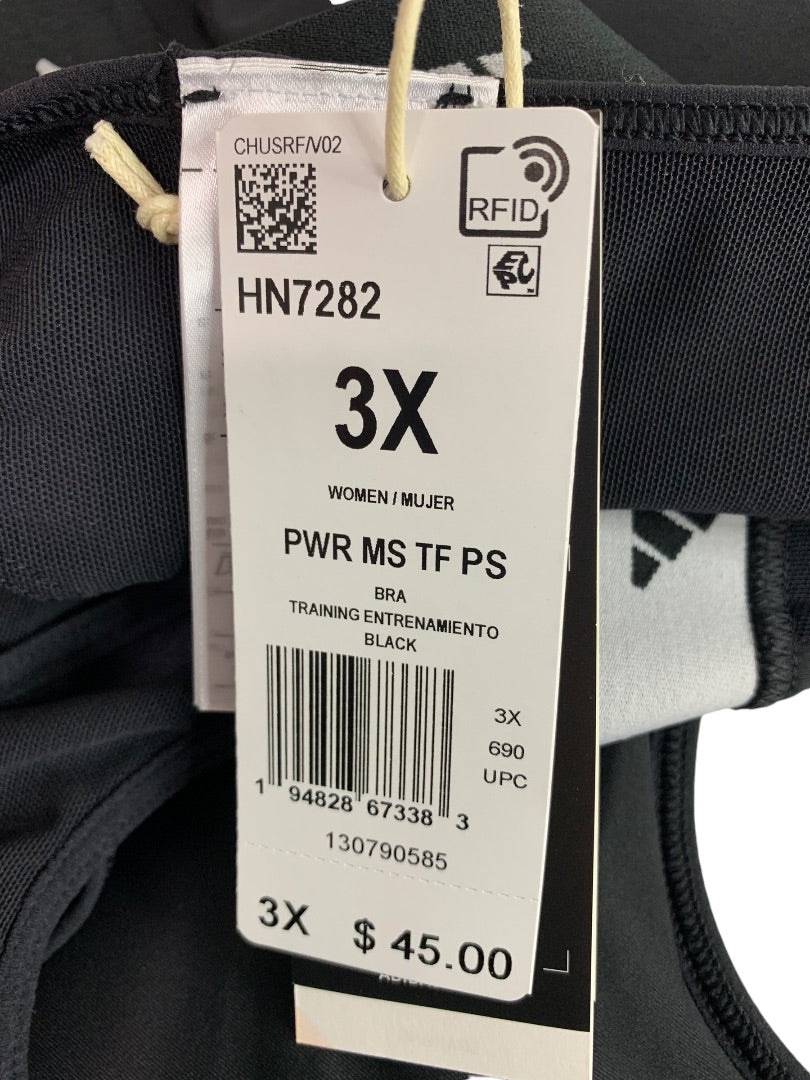 CHUSRF/V02
RFID
EPC
HN7282
3X
WOMEN / MUJER
PWR MS TF PS
BRA
TRAINING ENTRENAMIENTO
BLACK
3X
690
UPC
1 94828 67338 3
130790585
3X $ 45.00